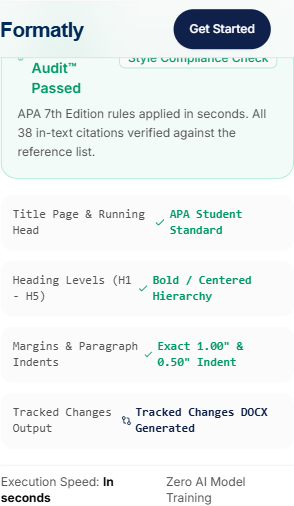 Formatly
Get Started
Style Compliance Check
Audit™
Passed
APA 7th Edition rules applied in seconds. All
38 in-text citations verified against the
reference list.
Title Page & Running
Head
APA Student
Standard
Heading Levels (H1
- H5)
Bold / Centered
Hierarchy
Margins & Paragraph
Indents
Exact 1.00" &
0.50" Indent
Tracked Changes
Output
Tracked Changes DOCX
Generated
Execution Speed: In
seconds
Zero AI Model
Training